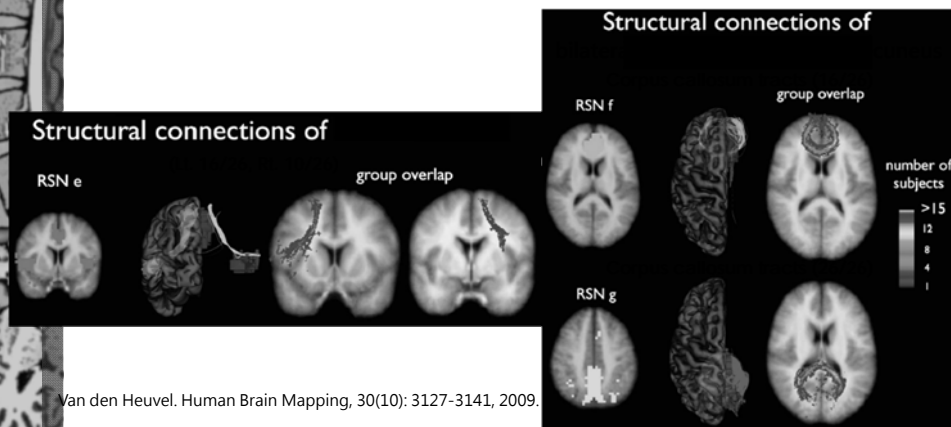 Structural connections of
RSN e
group overlap
Structural connections of
RSN f
group overlap
number of
subjects
>15
12
8
4
1
RSN g
Van den Heuvel. Human Brain Mapping, 30(10): 3127-3141, 2009.